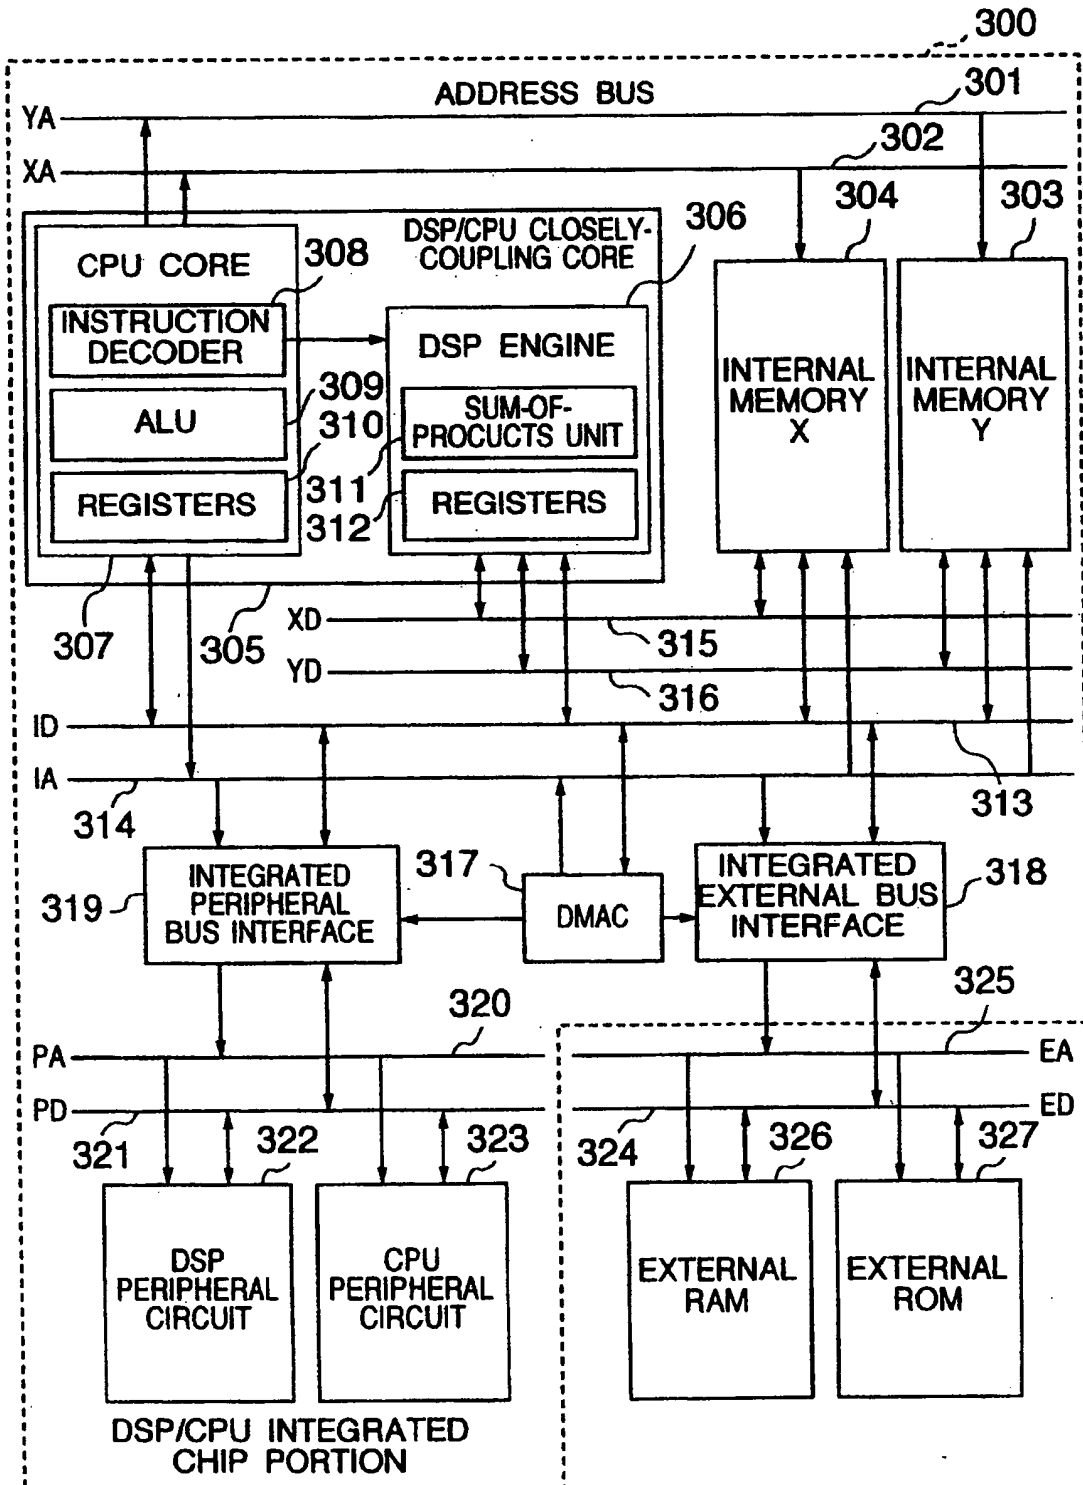 300
ADDRESS BUS
301
YA
302
XA
304
303
DSP/CPU CLOSELY-
COUPLING CORE
306
CPU CORE
308
INSTRUCTION
DECODER
DSP ENGINE
INTERNAL
MEMORY
X
INTERNAL
MEMORY
Y
309
ALU
310
SUM-OF-
PROCUCTS UNIT
311
REGISTERS
312
REGISTERS
307
305
XD
315
YD
316
ID
IA
314
313
317
319
INTEGRATED
PERIPHERAL
BUS INTERFACE
DMAC
INTEGRATED
EXTERNAL BUS
INTERFACE
318
320
325
PA
EA
PD
ED
321
322
323
324
326
327
DSP
PERIPHERAL
CIRCUIT
CPU
PERIPHERAL
CIRCUIT
EXTERNAL
RAM
EXTERNAL
ROM
DSP/CPU INTEGRATED
CHIP PORTION